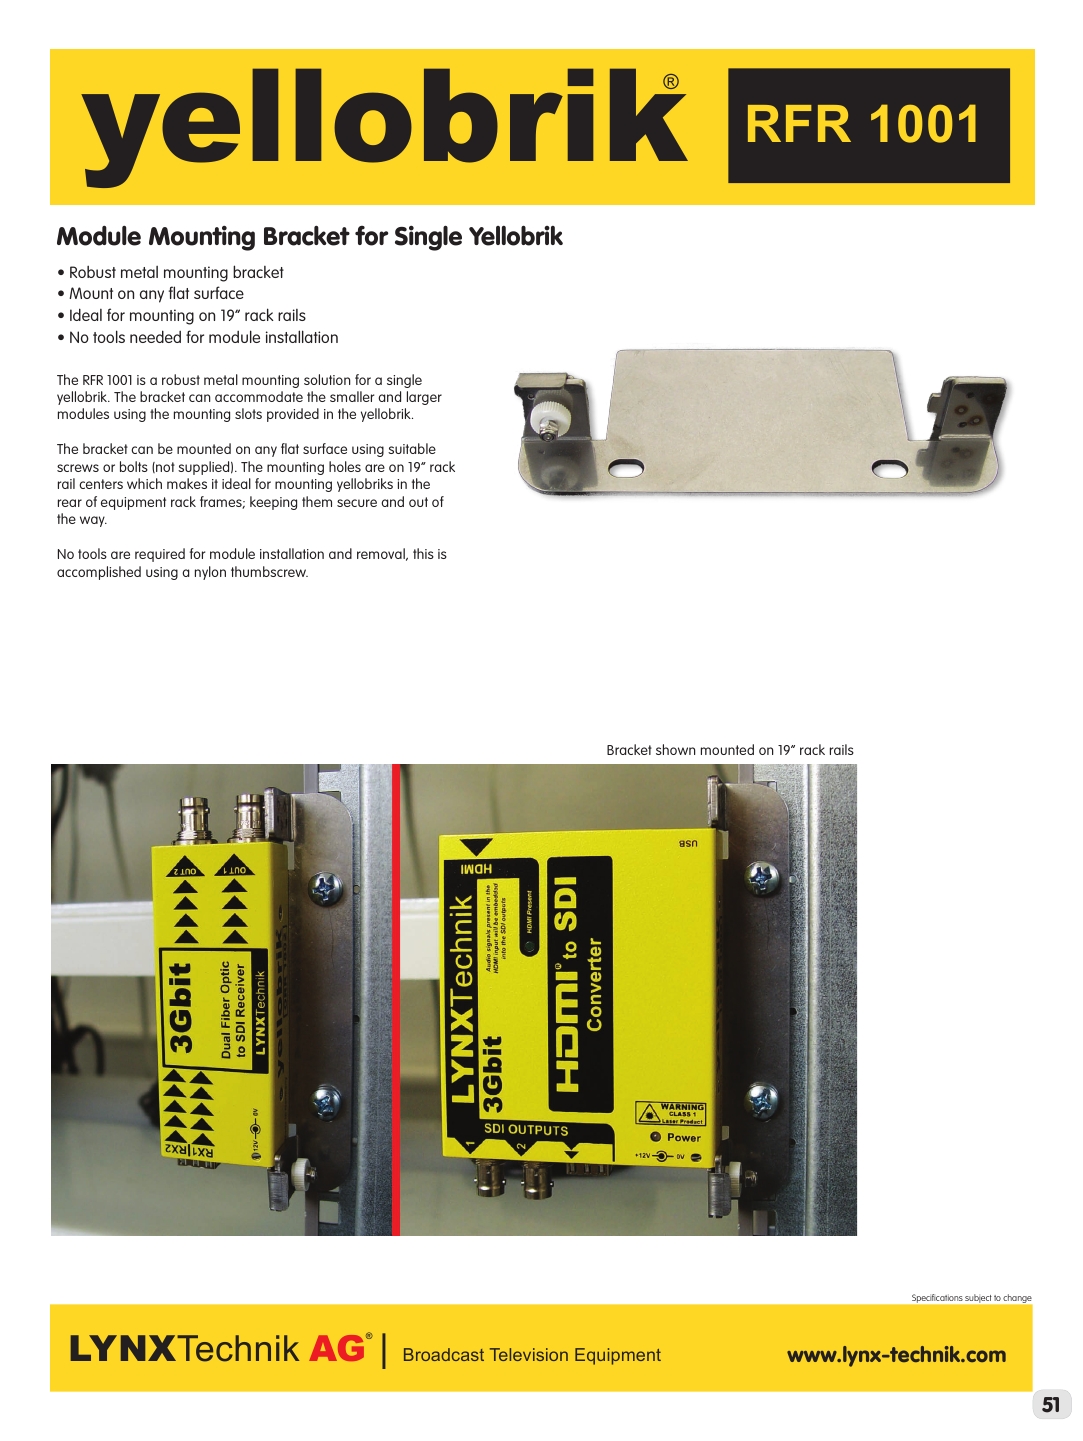 yellobrik®
RFR 1001
Module Mounting Bracket for Single Yellobrik
• Robust metal mounting bracket
• Mount on any flat surface
• Ideal for mounting on 19” rack rails
• No tools needed for module installation
The RFR 1001 is a robust metal mounting solution for a single
yellobrik. The bracket can accommodate the smaller and larger
modules using the mounting slots provided in the yellobrik.
The bracket can be mounted on any flat surface using suitable
screws or bolts (not supplied). The mounting holes are on 19” rack
rail centers which makes it ideal for mounting yellobriks in the
rear of equipment rack frames; keeping them secure and out of
the way.
No tools are required for module installation and removal, this is
accomplished using a nylon thumbscrew.
Bracket shown mounted on 19” rack rails
OUT 2
OUT 1
3Gbit
Dual Fiber Optic
to SDI Receiver
LYNXTechnik
yellobrik
RX1|RX2
+12V
0V
USB
HDMI
LYNXTechnik
3Gbit
Audio signals present in the
HDMI input will be embedded
into the SDI outputs
HDMI Present
HDMI to SDI
Converter
SDI OUTPUTS
1
2
WARNING
CLASS 1
Laser Product
Power
+12V
0V
Specifications subject to change
LYNXTechnik AG® | Broadcast Television Equipment
www.lynx-technik.com
51